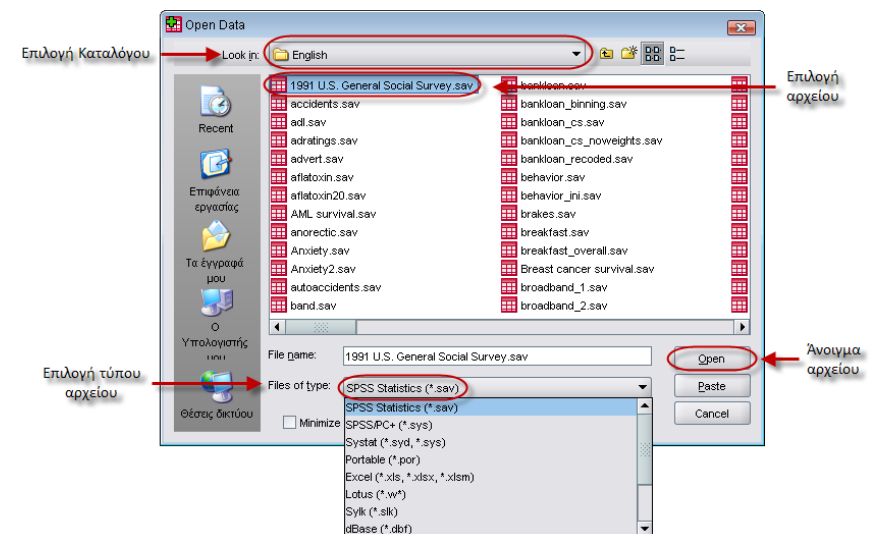 Open Data
Επιλογή Καταλόγου
Look in:
English
1991 U.S. General Social Survey.sav
accidents.sav
adl.sav
adratings.sav
advert.sav
aflatoxin.sav
aflatoxin20.sav
AML survival.sav
anorectic.sav
Anxiety.sav
Anxiety2.sav
autoaccidents.sav
band.sav
bankloan.sav
bankloan_binning.sav
bankloan_cs.sav
bankloan_cs_noweights.sav
bankloan_recoded.sav
behavior.sav
behavior_ini.sav
brakes.sav
breakfast.sav
breakfast_overall.sav
Breast cancer survival.sav
broadband_1.sav
broadband_2.sav
Επιλογή
αρχείου
Recent
Επιφάνεια
εργασίας
Τα έγγραφά
μου
Ο
Υπολογιστής
μου
Θέσεις δικτύου
File name:
1991 U.S. General Social Survey.sav
Open
Άνοιγμα
αρχείου
Επιλογή τύπου
αρχείου
Files of type:
SPSS Statistics (*.sav)
Paste
Cancel
Minimize
SPSS Statistics (*.sav)
SPSS/PC+ (*.sys)
Systat (*.syd, *.sys)
Portable (*.por)
Excel (*.xls, *.xlsx, *.xlsm)
Lotus (*.w*)
Sylk (*.slk)
dBase (*.dbf)